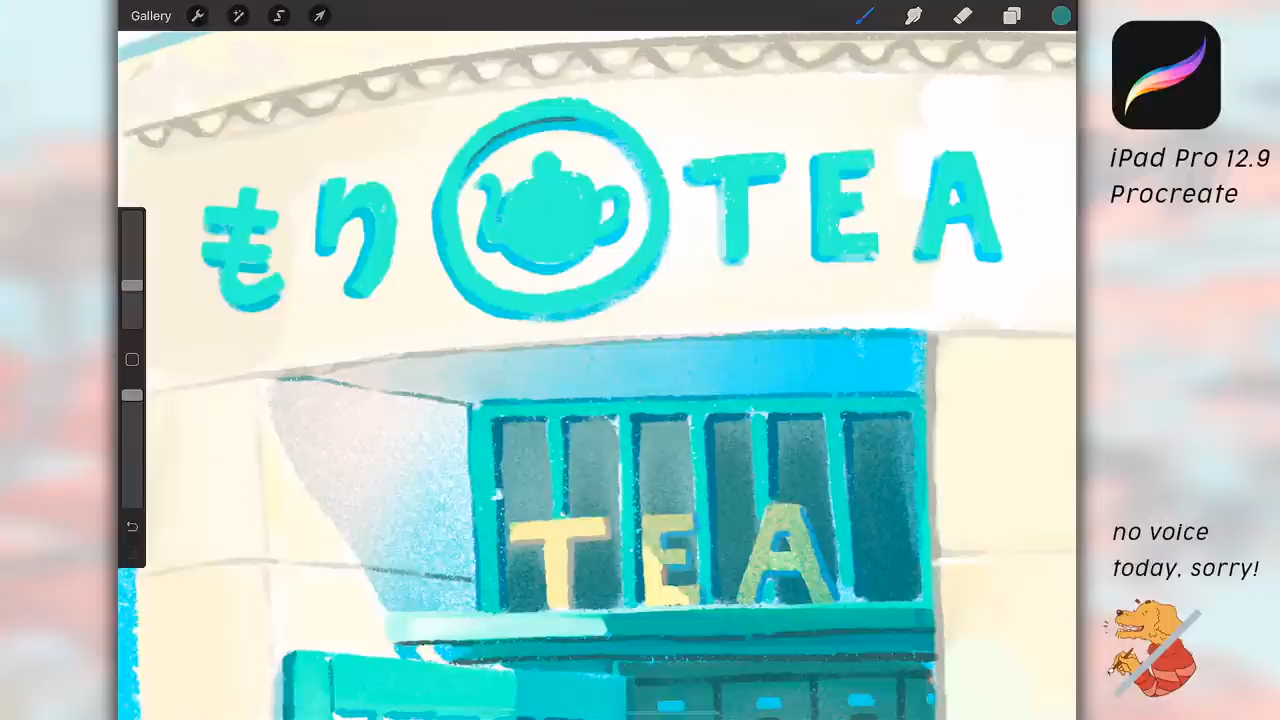 Gallery
もり TEA
TEA
iPad Pro 12.9
Procreate
no voice
today, sorry!